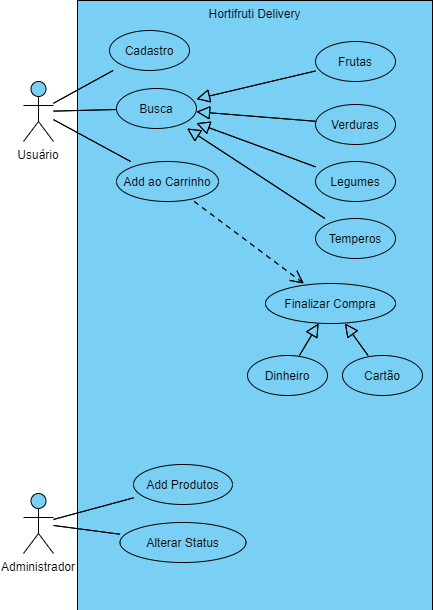 Hortifruti Delivery
Cadastro
Frutas
Busca
Verduras
Usuário
Add ao Carrinho
Legumes
Temperos
Finalizar Compra
Dinheiro
Cartão
Add Produtos
Alterar Status
Administrador